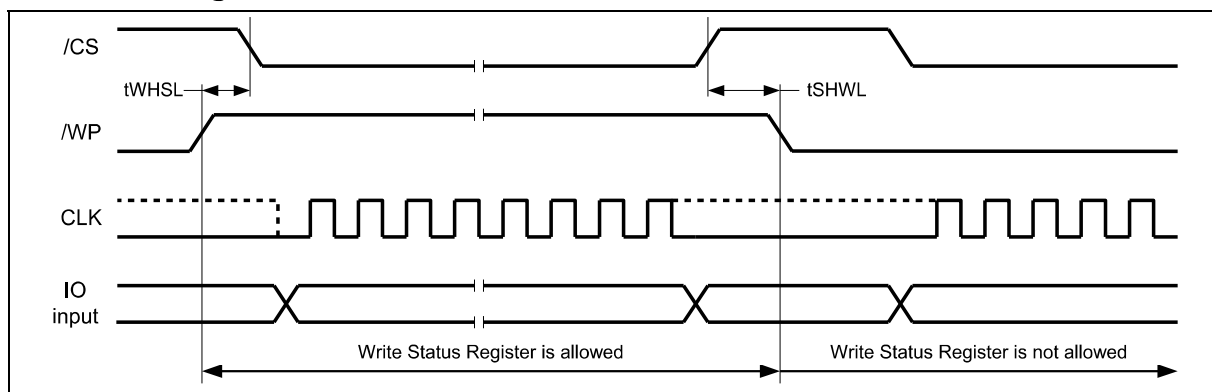 /CS
tWHSL
tSHWL
/WP
CLK
IO
input
Write Status Register is allowed
Write Status Register is not allowed